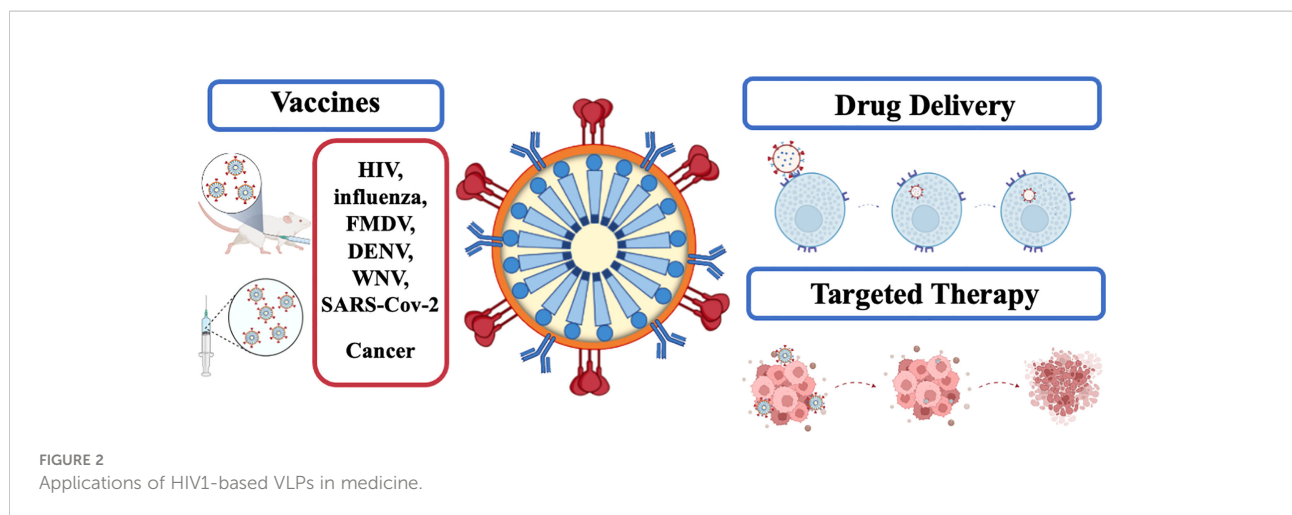 Vaccines
HIV,
influenza,
FMDV,
DENV,
WNV,
SARS-Cov-2
Cancer
Drug Delivery
Targeted Therapy
FIGURE 2
Applications of HIV1-based VLPs in medicine.